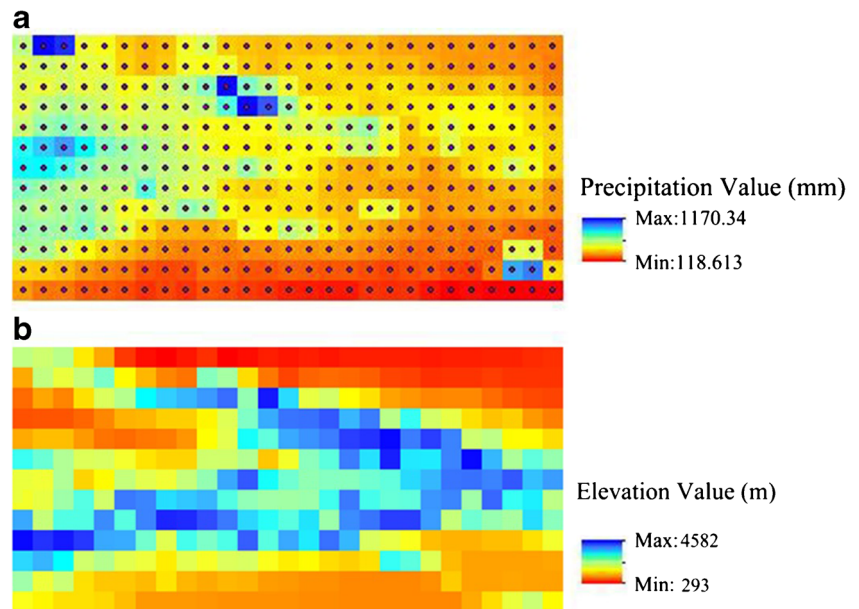 a
Precipitation Value (mm)
Max:1170.34
Min:118.613
b
Elevation Value (m)
Max:4582
Min: 293